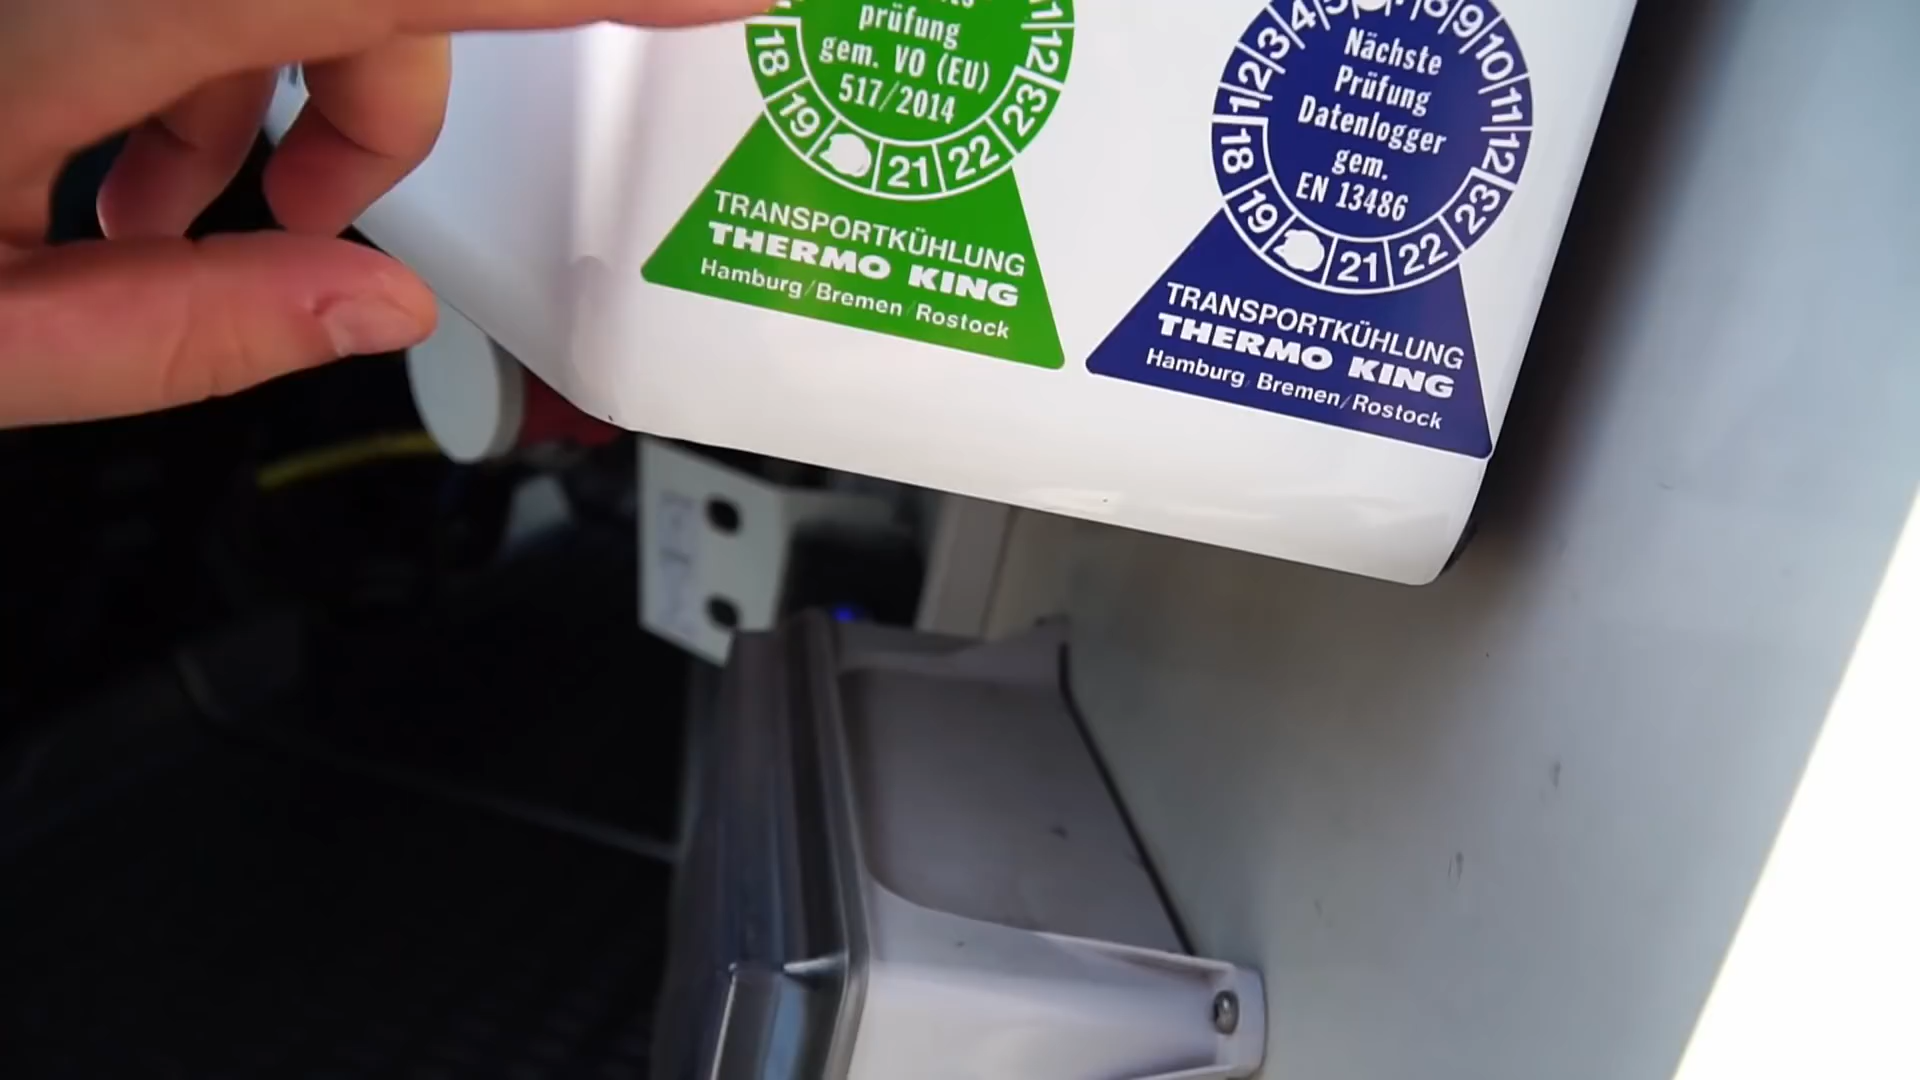 prüfung
gem. VO (EU)
517/2014
18 19 21 22 23
11 12
TRANSPORTKÜHLUNG
THERMO KING
Hamburg/Bremen/Rostock
1 2 3 4 5 7 8 9 10 11 12
Nächste
Prüfung
Datenlogger
gem.
EN 13486
18 19 21 22 23
TRANSPORTKÜHLUNG
THERMO KING
Hamburg/Bremen/Rostock